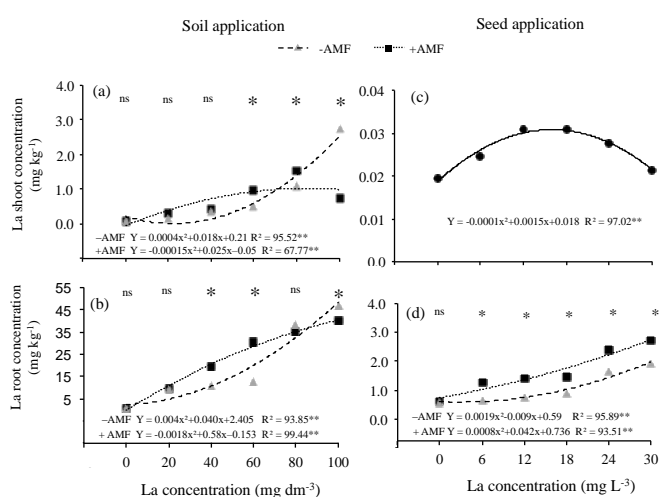 Soil application
Seed application
-AMF +AMF
(a)
ns ns ns * * *
La shoot concentration
(mg kg-1)
4.0
3.0
2.0
1.0
0.0
−AMF Y = 0.0004x²+0.018x+0.21 R² = 95.52**
+AMF Y = -0.00015x²+0.025x–0.05 R² = 67.77**
(c)
0.04
0.03
0.02
0.01
0.0
Y = -0.0001x²+0.0015x+0.018 R² = 97.02**
(b)
ns ns * * ns *
La root concentration
(mg kg-1)
55
45
35
25
15
5
−AMF Y = 0.004x²+0.040x+2.405 R² = 93.85**
+ AMF Y = -0.0018x²+0.58x-0.153 R² = 99.44**
0 20 40 60 80 100
La concentration (mg dm-3)
(d)
ns * * * * *
4.0
3.0
2.0
1.0
0.0
−AMF Y = 0.0019x²-0.009x+0.59 R² = 95.89**
+ AMF Y = 0.0008x²+0.042x+0.736 R² = 93.51**
0 6 12 18 24 30
La concentration (mg L-3)